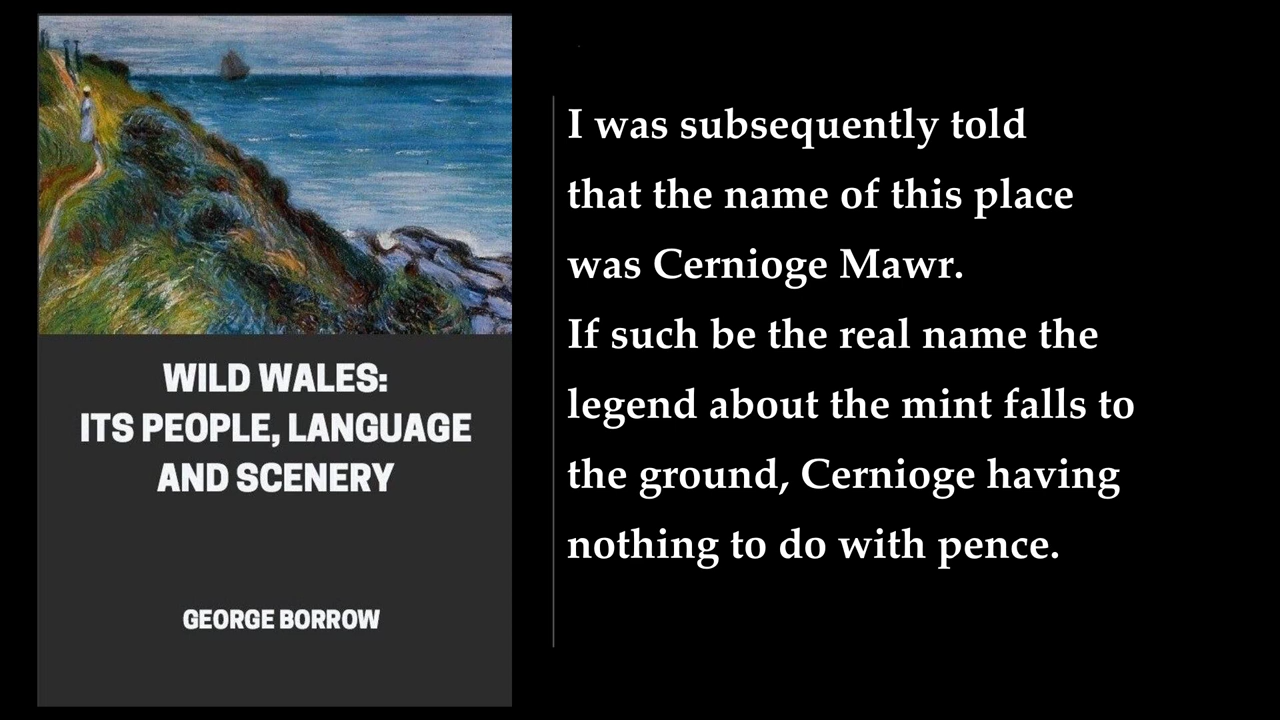 WILD WALES:
ITS PEOPLE, LANGUAGE
AND SCENERY
GEORGE BORROW
I was subsequently told
that the name of this place
was Cernioge Mawr.
If such be the real name the
legend about the mint falls to
the ground, Cernioge having
nothing to do with pence.